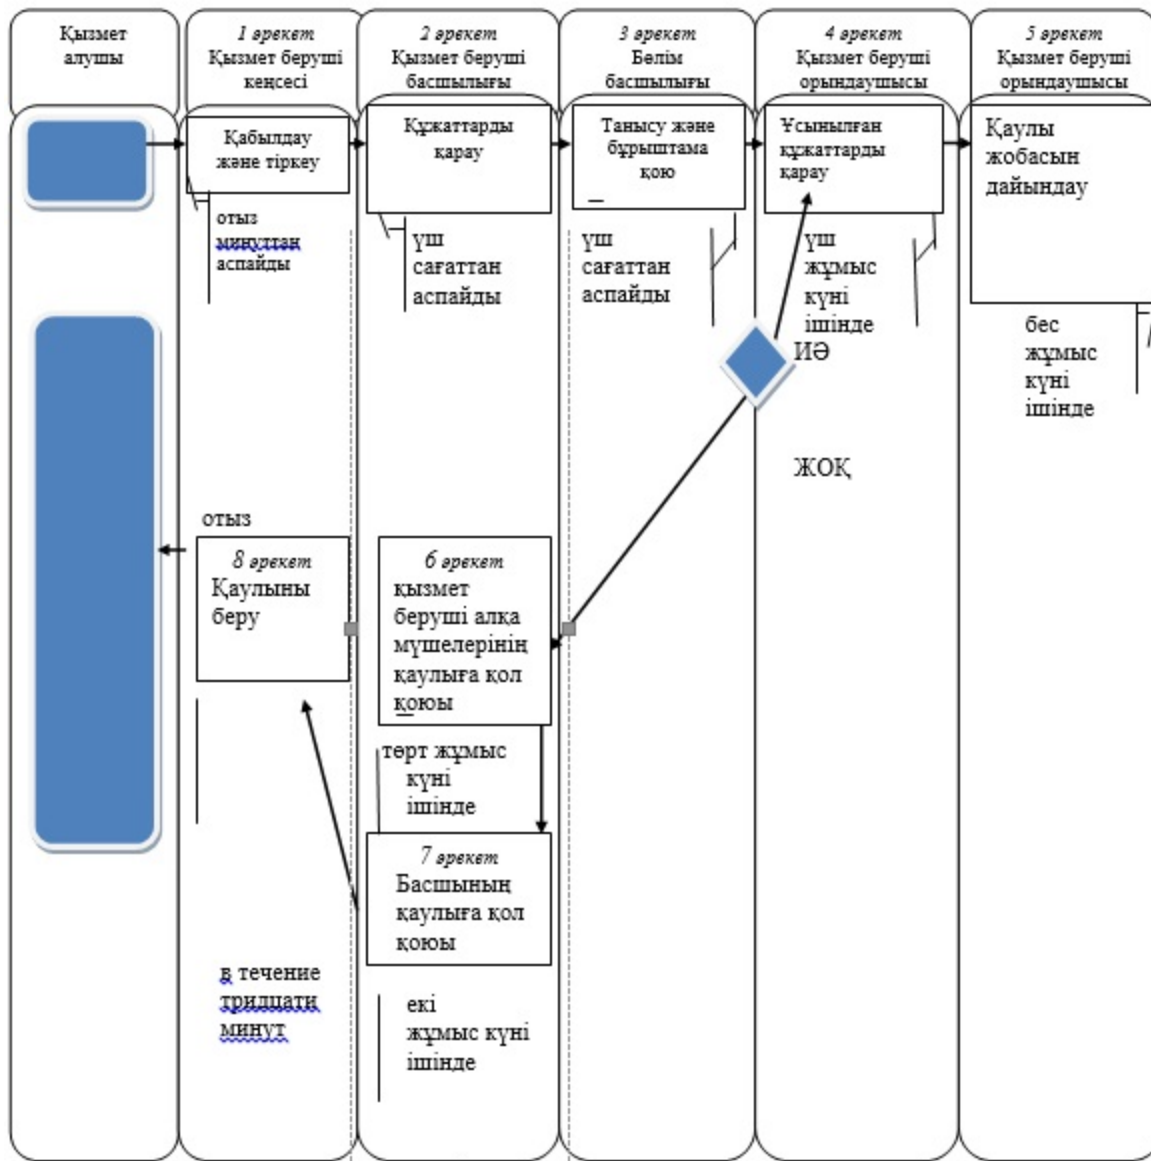 Қызмет
алушы
1 әрекет
Қызмет беруші
кеңсесі
2 әрекет
Қызмет беруші
басшылығы
3 әрекет
Бөлім
басшылығы
4 әрекет
Қызмет беруші
орындаушысы
5 әрекет
Қызмет беруші
орындаушысы
Қабылдау
және тіркеу
Құжаттарды
қарау
Танысу және
бұрыштама
қою
Ұсынылған
құжаттарды
қарау
Қаулы
жобасын
дайындау
отыз
минуттан
аспайды
үш
сағаттан
аспайды
үш
сағаттан
аспайды
үш
жұмыс
күні
ішінде
бес
жұмыс
күні
ішінде
ИӘ
ЖОҚ
отыз
8 әрекет
Қаулыны
беру
6 әрекет
қызмет
беруші алқа
мүшелерінің
қаулыға қол
қоюы
төрт жұмыс
күні
ішінде
7 әрекет
Басшының
қаулыға қол
қоюы
в течение
тридцати
минут
екі
жұмыс күні
ішінде